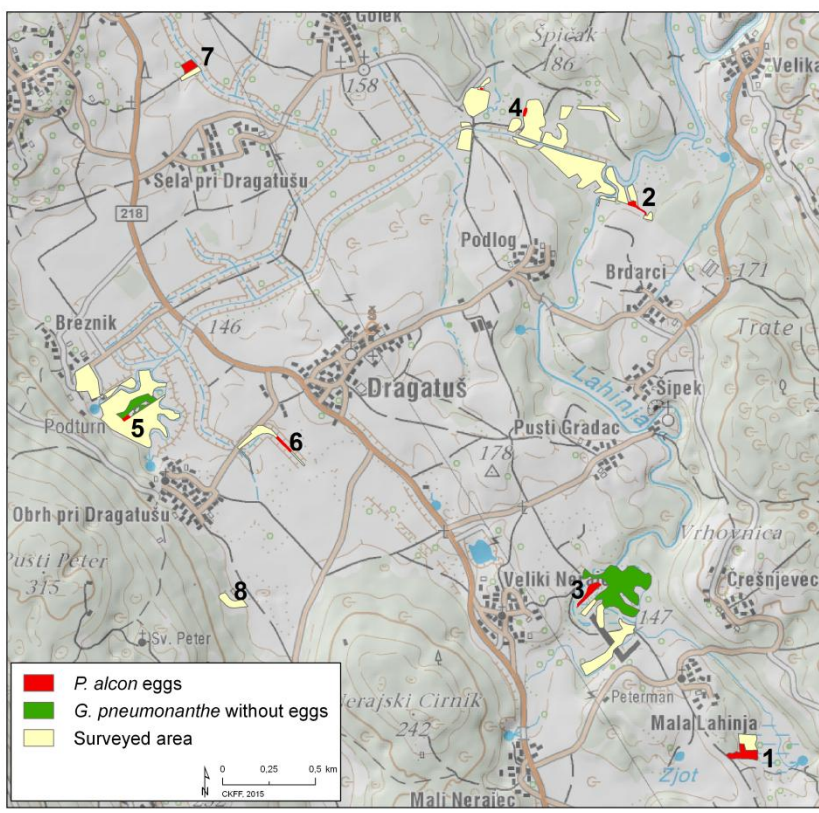 Golek
Špičak
186
Velika
7
158
4
Sela pri Dragatušu
218
2
Podlog
171
Brdarci
Breznik
146
Trate
Dragatuš
Lahinja
Šipek
Podturn
5
6
Pusti Gradac
178
Obrh pri Dragatušu
Vrhovnica
Pusti Peter
315
8
3
Črešnjevec
147
Sv. Peter
P. alcon eggs
G. pneumonanthe without eggs
Surveyed area
Nerajski Cirnik
242
Peterman
Mala Lahinja
1
Zjot
0 0,25 0,5 km
N
CKFF, 2015
Mali Nerajec